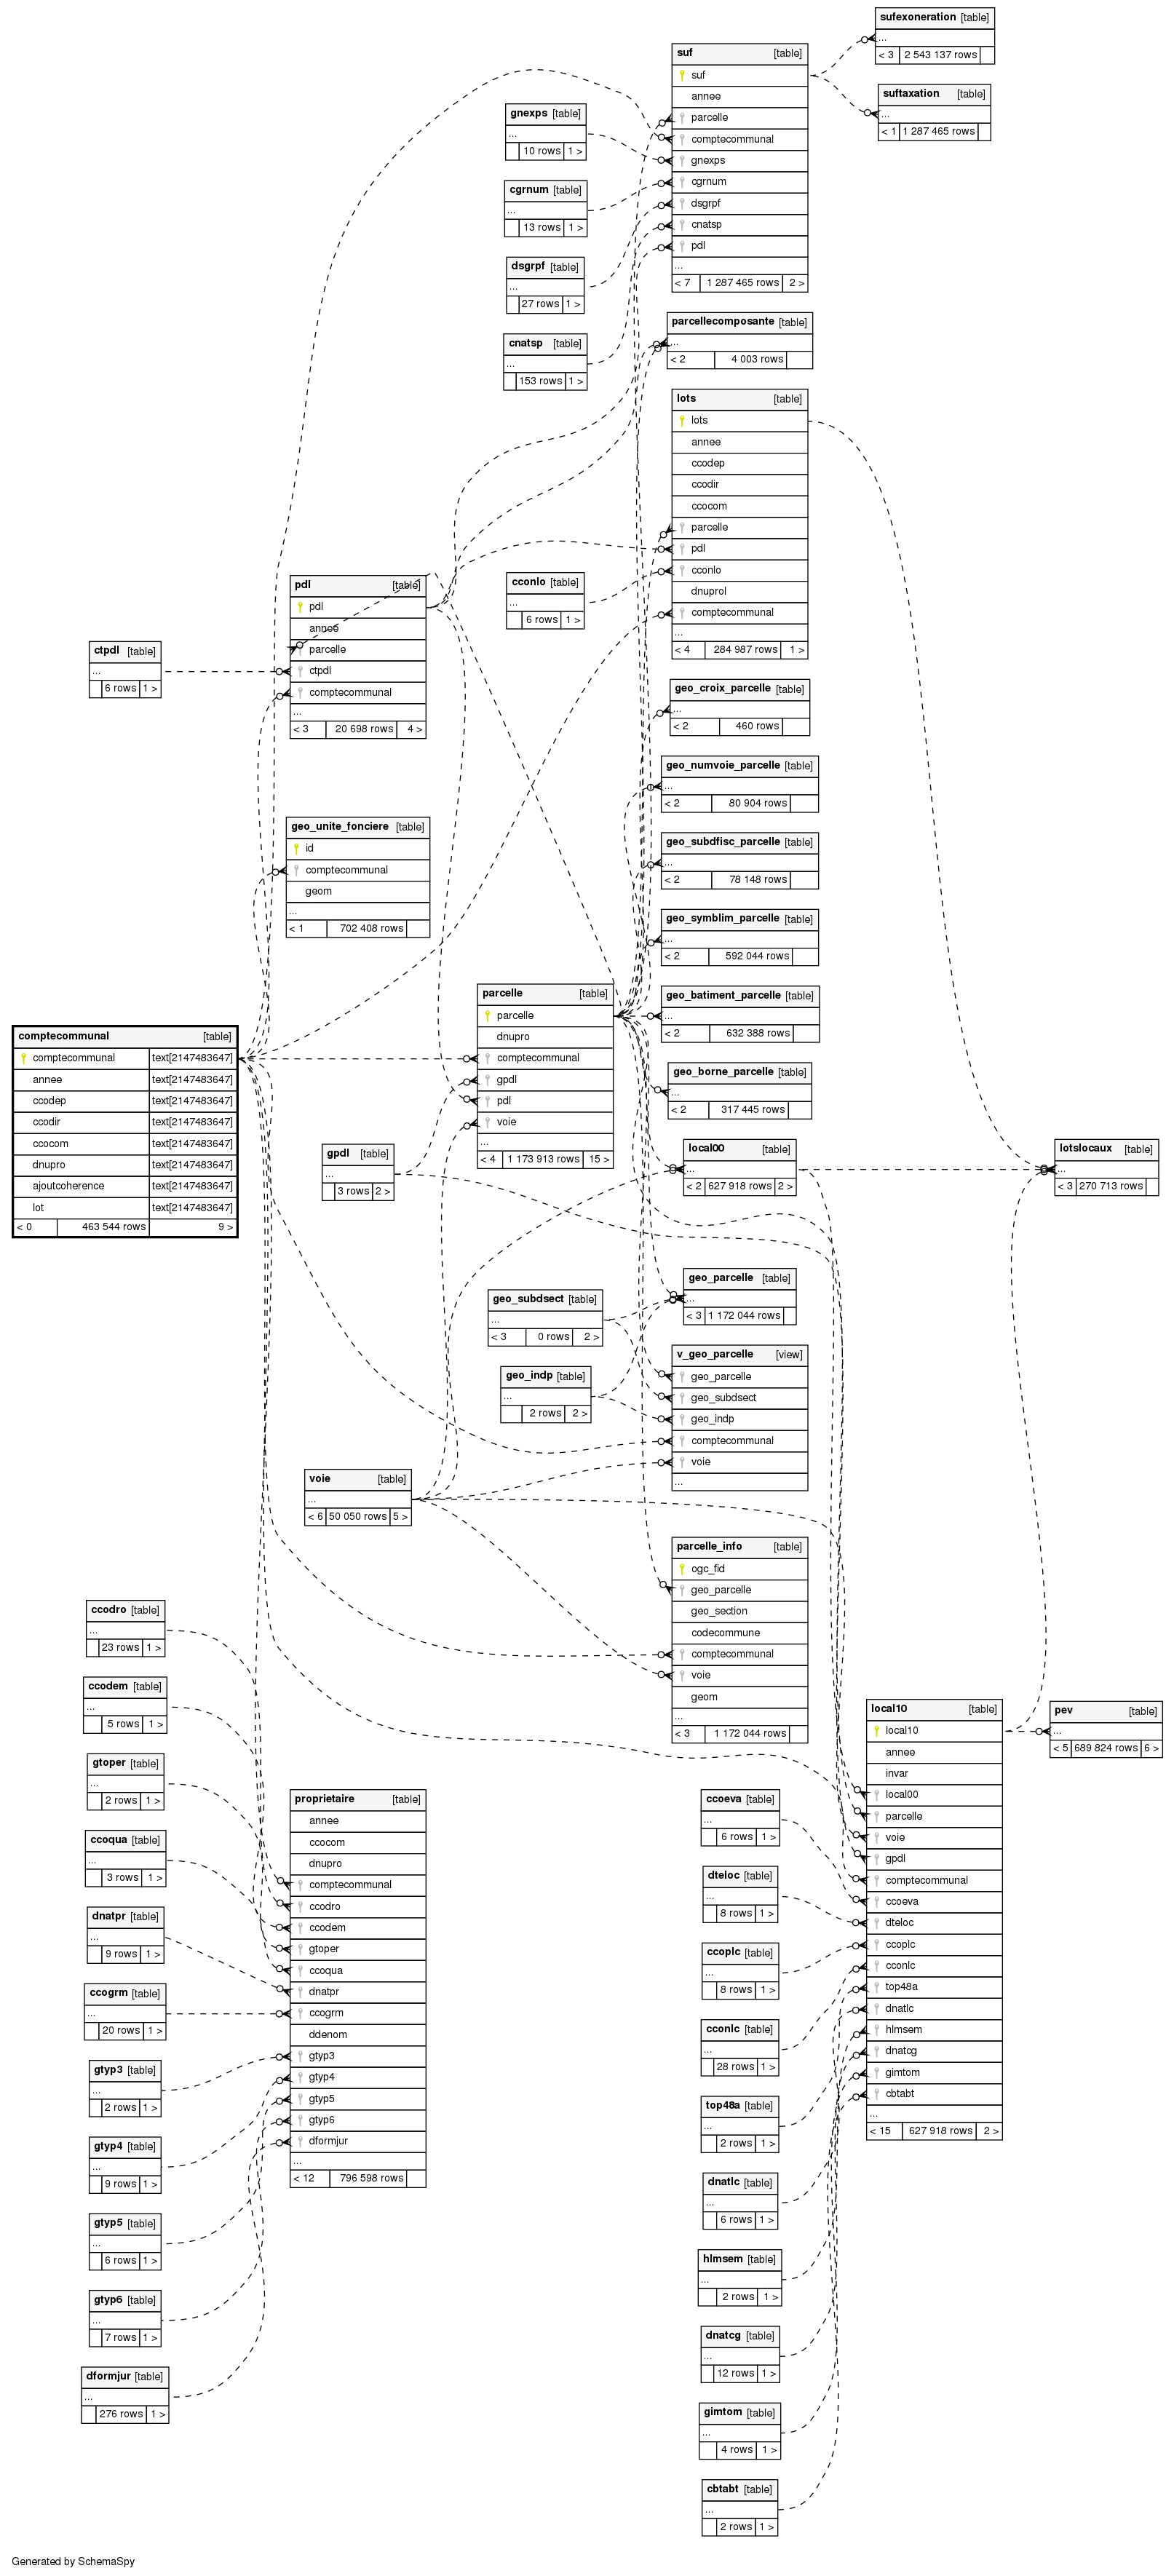 sufexoneration [table]
...
< 3 2 543 137 rows
suf [table]
suf
annee
parcelle
comptecommunal
gnexps
cgrnum
dsgrpf
cnatsp
pdl
...
< 7 1 287 465 rows 2 >
suftaxation [table]
...
< 1 1 287 465 rows
gnexps [table]
...
10 rows 1 >
cgrnum [table]
...
13 rows 1 >
dsgrpf [table]
...
27 rows 1 >
cnatsp [table]
...
153 rows 1 >
parcellecomposante [table]
...
< 2 4 003 rows
lots [table]
lots
annee
ccodep
ccodir
ccocom
parcelle
pdl
cconlo
dnuprol
comptecommunal
...
< 4 284 987 rows 1 >
pdl [table]
pdl
annee
parcelle
ctpdl
comptecommunal
...
< 3 20 698 rows 4 >
cconlo [table]
...
6 rows 1 >
ctpdl [table]
...
6 rows 1 >
geo_croix_parcelle [table]
...
< 2 460 rows
geo_numvoie_parcelle [table]
...
< 2 80 904 rows
geo_unite_fonciere [table]
id
comptecommunal
geom
...
< 1 702 408 rows
geo_subdfisc_parcelle [table]
...
< 2 78 148 rows
geo_symblim_parcelle [table]
...
< 2 592 044 rows
parcelle [table]
parcelle
dnupro
comptecommunal
gpdl
pdl
voie
...
< 4 1 173 913 rows 15 >
geo_batiment_parcelle [table]
...
< 2 632 388 rows
comptecommunal [table]
comptecommunal text[2147483647]
annee text[2147483647]
ccodep text[2147483647]
ccodir text[2147483647]
ccocom text[2147483647]
dnupro text[2147483647]
ajoutcoherence text[2147483647]
lot text[2147483647]
< 0 463 544 rows 9 >
geo_borne_parcelle [table]
...
< 2 317 445 rows
gpdl [table]
...
3 rows 2 >
local00 [table]
...
< 2 627 918 rows 2 >
lotslocaux [table]
...
< 3 270 713 rows
geo_parcelle [table]
...
< 3 1 172 044 rows
geo_subdsect [table]
...
< 3 0 rows 2 >
v_geo_parcelle [view]
geo_parcelle
geo_subdsect
geo_indp
comptecommunal
voie
...
geo_indp [table]
...
2 rows 2 >
voie [table]
...
< 6 50 050 rows 5 >
parcelle_info [table]
ogc_fid
geo_parcelle
geo_section
codecommune
comptecommunal
voie
geom
...
< 3 1 172 044 rows
ccodro [table]
...
23 rows 1 >
ccodem [table]
...
5 rows 1 >
local10 [table]
local10
annee
invar
local00
parcelle
voie
gpdl
comptecommunal
ccoeva
dteloc
ccoplc
cconlc
top48a
dnatlc
hlmsem
dnatcg
gimtom
cbtabt
...
< 15 627 918 rows 2 >
pev [table]
...
< 5 689 824 rows 6 >
gtoper [table]
...
2 rows 1 >
proprietaire [table]
annee
ccocom
dnupro
comptecommunal
ccodro
ccodem
gtoper
ccoqua
dnatpr
ccogrm
ddenom
gtyp3
gtyp4
gtyp5
gtyp6
dformjur
...
< 12 796 598 rows
ccoeva [table]
...
6 rows 1 >
ccoqua [table]
...
3 rows 1 >
dteloc [table]
...
8 rows 1 >
dnatpr [table]
...
9 rows 1 >
ccoplc [table]
...
8 rows 1 >
ccogrm [table]
...
20 rows 1 >
cconlc [table]
...
28 rows 1 >
gtyp3 [table]
...
2 rows 1 >
top48a [table]
...
2 rows 1 >
gtyp4 [table]
...
9 rows 1 >
dnatlc [table]
...
6 rows 1 >
gtyp5 [table]
...
6 rows 1 >
hlmsem [table]
...
2 rows 1 >
gtyp6 [table]
...
7 rows 1 >
dnatcg [table]
...
12 rows 1 >
dformjur [table]
...
276 rows 1 >
gimtom [table]
...
4 rows 1 >
cbtabt [table]
...
2 rows 1 >
Generated by SchemaSpy